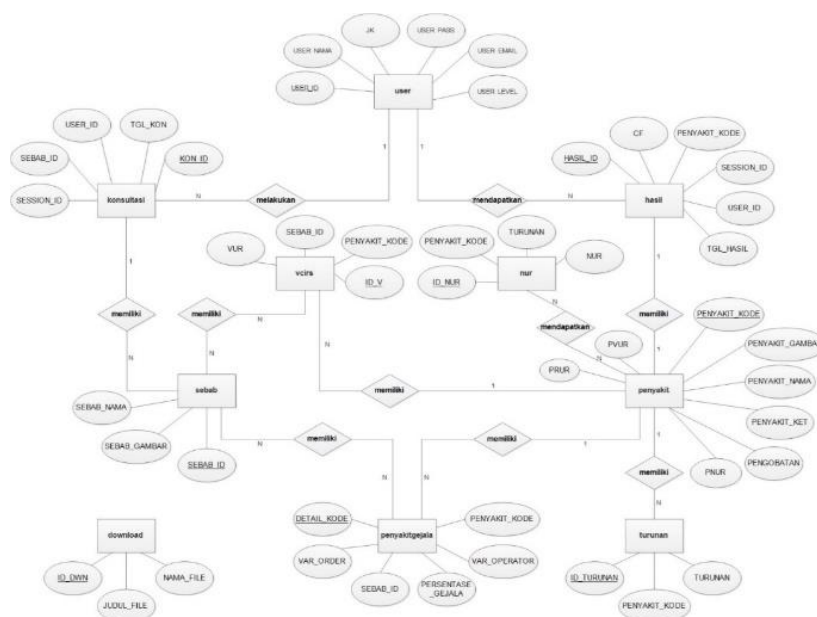 JK
USER PASS
USER NAMA
USER EMAIL
USER_ID
user
USER LEVEL
USER_ID
TGL_KON
SEBAB_ID
KON_ID
SESSION_ID
konsultasi
N
melakukan
1
1
mendapatkan
N
CF
PENYAKIT_KODE
HASIL_ID
SESSION_ID
hasil
USER_ID
TGL_HASIL
1
memiliki
N
SEBAB_ID
VUR
PENYAKIT_KODE
vcirs
ID_V
N
memiliki
N
N
memiliki
1
TURUNAN
PENYAKIT_KODE
NUR
nur
ID_NUR
N
mendapatkan
N
1
memiliki
1
PENYAKIT_KODE
PVUR
PENYAKIT_GAMBA
PRUR
penyakit
PENYAKIT_NAMA
PENYAKIT_KET
PENGOBATAN
PNUR
sebab
SEBAB_NAMA
SEBAB_GAMBAR
SEBAB_ID
N
memiliki
N
memiliki
1
N
1
memiliki
N
download
ID_DWN
NAMA_FILE
JUDUL_FILE
DETAIL_KODE
penyakitgejala
PENYAKIT_KODE
VAR_ORDER
VAR_OPERATOR
SEBAB_ID
PERSENTASE
_GEJALA
turunan
ID_TURUNAN
TURUNAN
PENYAKIT_KODE